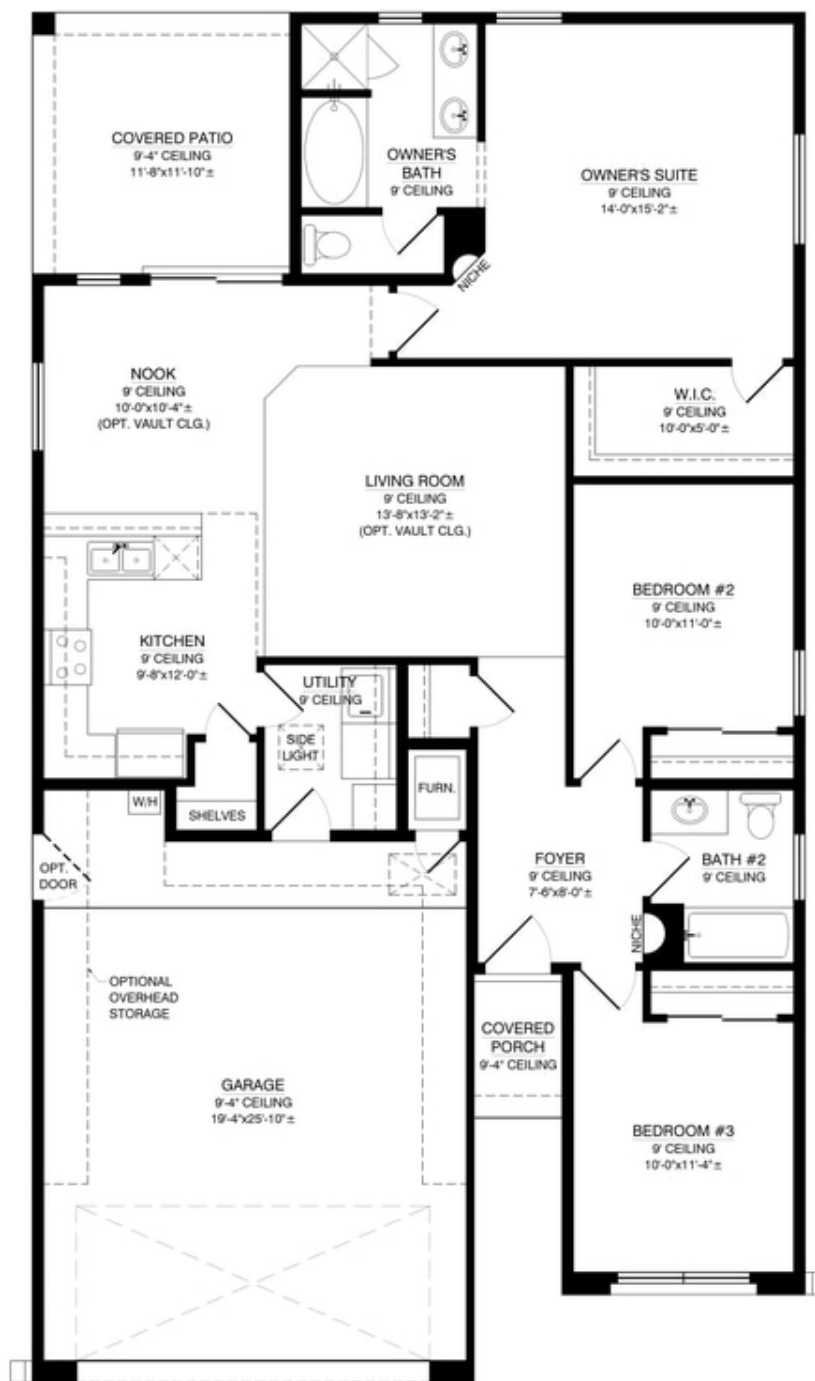 COVERED PATIO
9'-4" CEILING
11'-8"x11'-10"±
OWNER'S
BATH
9' CEILING
OWNER'S SUITE
9' CEILING
14'-0"x15'-2"±
NICHE
NOOK
9' CEILING
10'-0"x10'-4"±
(OPT. VAULT CLG.)
W.I.C.
9' CEILING
10'-0"x5'-0"±
LIVING ROOM
9' CEILING
13'-8"x13'-2"±
(OPT. VAULT CLG.)
BEDROOM #2
9' CEILING
10'-0"x11'-0"±
KITCHEN
9' CEILING
9'-8"x12'-0"±
UTILITY
9' CEILING
SIDE
LIGHT
FURN.
W/H
SHELVES
OPT.
DOOR
FOYER
9' CEILING
7'-6"x8'-0"±
BATH #2
9' CEILING
NICHE
OPTIONAL
OVERHEAD
STORAGE
COVERED
PORCH
9'-4" CEILING
GARAGE
9'-4" CEILING
19'-4"x25'-10"±
BEDROOM #3
9' CEILING
10'-0"x11'-4"±